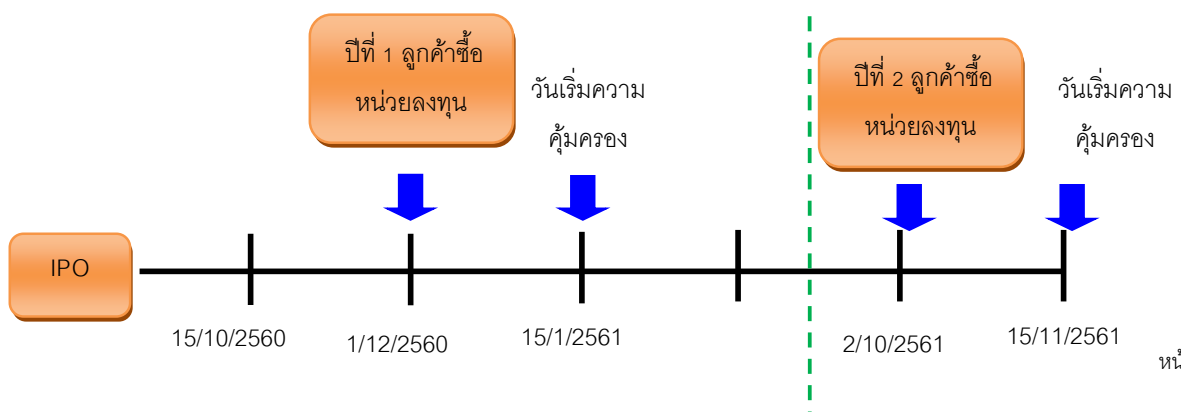 ปีที่ 1 ลูกค้าซื้อ
หน่วยลงทุน
วันเริ่มความ
คุ้มครอง
ปีที่ 2 ลูกค้าซื้อ
หน่วยลงทุน
วันเริ่มความ
คุ้มครอง
IPO
15/10/2560
1/12/2560
15/1/2561
2/10/2561
15/11/2561